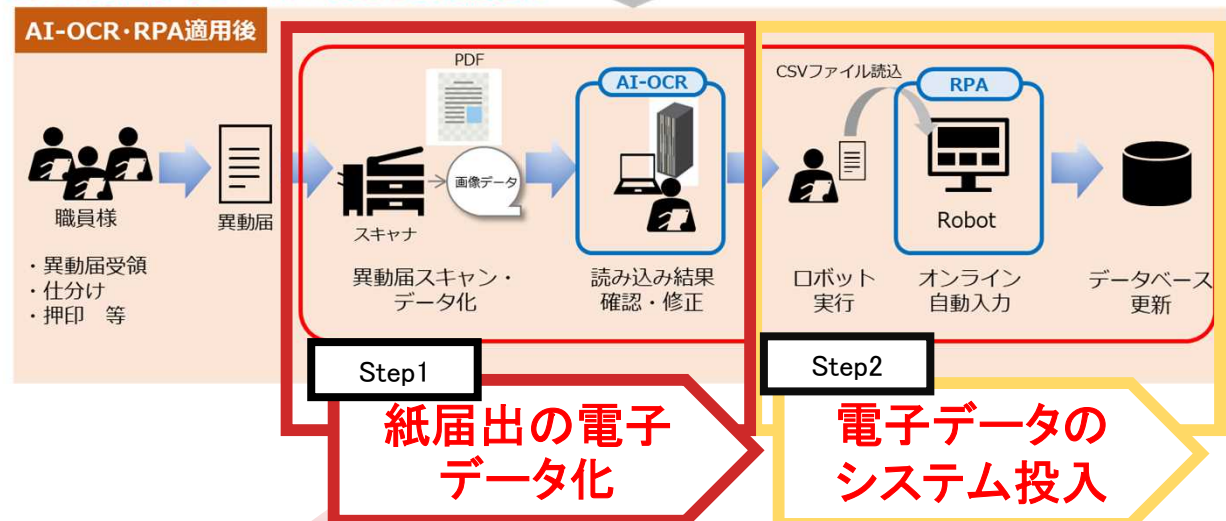 AI-OCR・RPA適用後
職員様
・異動届受領
・仕分け
・押印　等
異動届
PDF
画像データ
スキャナ
異動届スキャン・
データ化
AI-OCR
読み込み結果
確認・修正
CSVファイル読込
ロボット
実行
RPA
Robot
オンライン
自動入力
データベース
更新
Step1
紙届出の電子
データ化
Step2
電子データの
システム投入